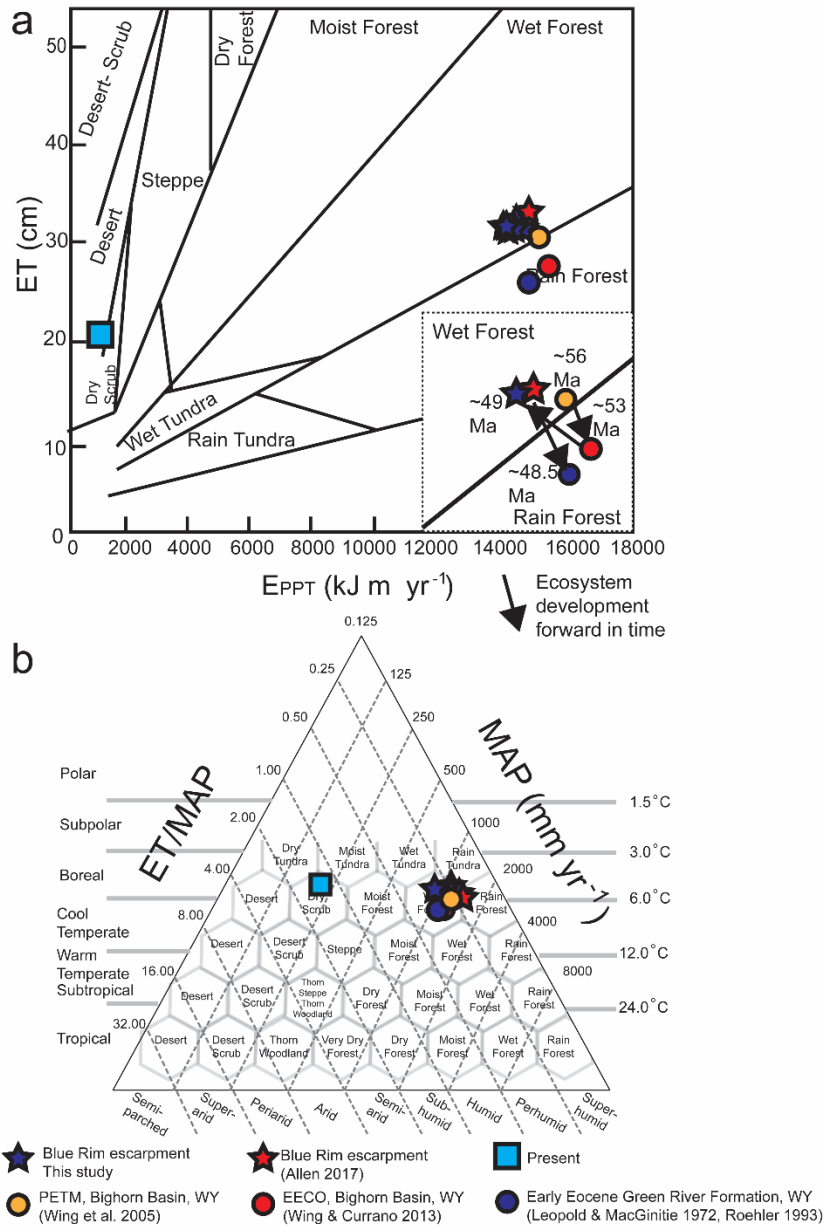 a
Desert- Scrub
Desert
Dry Scrub
Steppe
Dry Forest
Moist Forest
Wet Forest
Rain Forest
Wet Tundra
Rain Tundra
50
40
30
20
10
0
ET (cm)
0 2000 4000 6000 8000 10000 12000 14000 16000 18000
EPPT (kJ m yr⁻¹)
Wet Forest
~56
Ma
~53
Ma
~49
Ma
~48.5
Ma
Rain Forest
Ecosystem
development
forward in time
b
0.125
0.25 125
0.50 250
1.00 500
2.00 1000
4.00 2000
8.00 4000
16.00 8000
32.00
ET/MAP
MAP (mm yr⁻¹)
Polar
Subpolar
Boreal
Cool
Temperate
Warm
Temperate
Subtropical
Tropical
1.5°C
3.0°C
6.0°C
12.0°C
24.0°C
Dry Tundra
Moist Tundra
Wet Tundra
Rain Tundra
Desert
Dry Scrub
Moist Forest
Rain Forest
Desert
Desert Scrub
Steppe
Moist Forest
Wet Forest
Rain Forest
Desert
Desert Scrub
Thorn Steppe Thorn Woodland
Dry Forest
Moist Forest
Wet Forest
Rain Forest
Desert
Desert Scrub
Thorn Woodland
Very Dry Forest
Dry Forest
Moist Forest
Wet Forest
Rain Forest
Semi-
parched
Super-
arid
Periarid
Arid
Semi-
arid
Sub-
humid
Humid
Perhumid
Super-
humid
Blue Rim escarpment
This study
Blue Rim escarpment
(Allen 2017)
Present
PETM, Bighorn Basin, WY
(Wing et al. 2005)
EECO, Bighorn Basin, WY
(Wing & Currano 2013)
Early Eocene Green River Formation, WY
(Leopold & MacGinitie 1972, Roehler 1993)